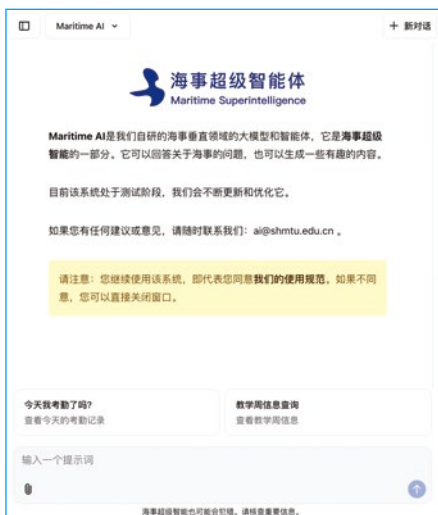 Maritime AI
+ 新对话
海事超级智能体
Maritime Superintelligence
Maritime AI是我们自研的海事垂直领域的大模型和智能体，它是海事超级
智能的一部分。它可以回答关于海事的问题，也可以生成一些有趣的内容。
目前该系统处于测试阶段，我们会不断更新和优化它。
如果您有任何建议或意见，请随时联系我们：ai@shmtu.edu.cn 。
请注意：您继续使用该系统，即代表您同意我们的使用规范。如果不同
意，您可以直接关闭窗口。
今天我考勤了吗?
查看今天的考勤记录
教学周信息查询
查看教学周信息
输入一个提示词
海事超级智能也可能会犯错。请核查重要信息。